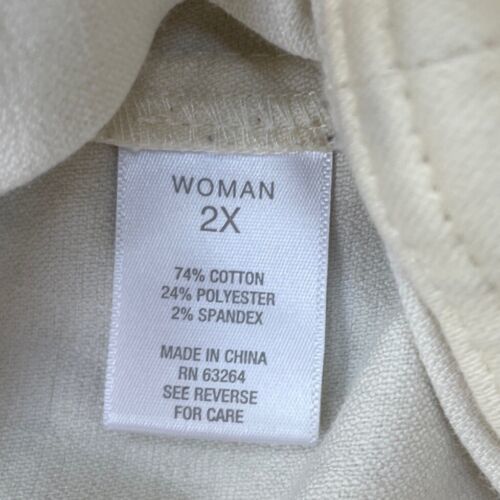 WOMAN
2X
74% COTTON
24% POLYESTER
2% SPANDEX
MADE IN CHINA
RN 63264
SEE REVERSE
FOR CARE